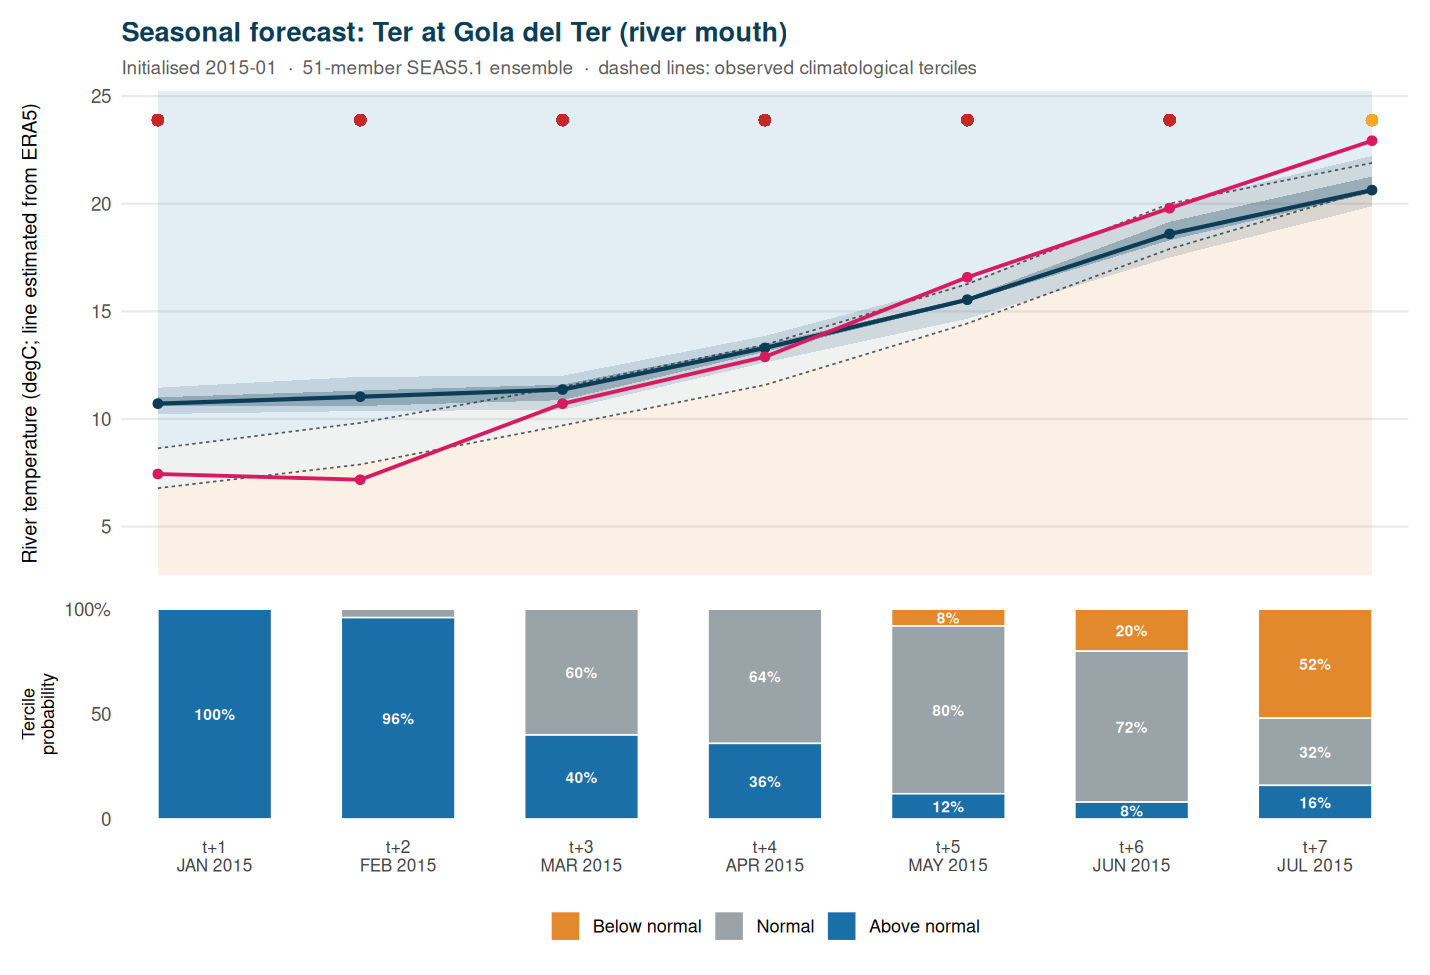 Seasonal forecast: Ter at Gola del Ter (river mouth)
Initialised 2015-01 · 51-member SEAS5.1 ensemble · dashed lines: observed climatological terciles
River temperature (degC; line estimated from ERA5)
25
20
15
10
5
Tercile
probability
100%
50
0
100%
96%
60%
40%
64%
36%
8%
80%
12%
20%
72%
8%
52%
32%
16%
t+1
JAN 2015
t+2
FEB 2015
t+3
MAR 2015
t+4
APR 2015
t+5
MAY 2015
t+6
JUN 2015
t+7
JUL 2015
Below normal
Normal
Above normal